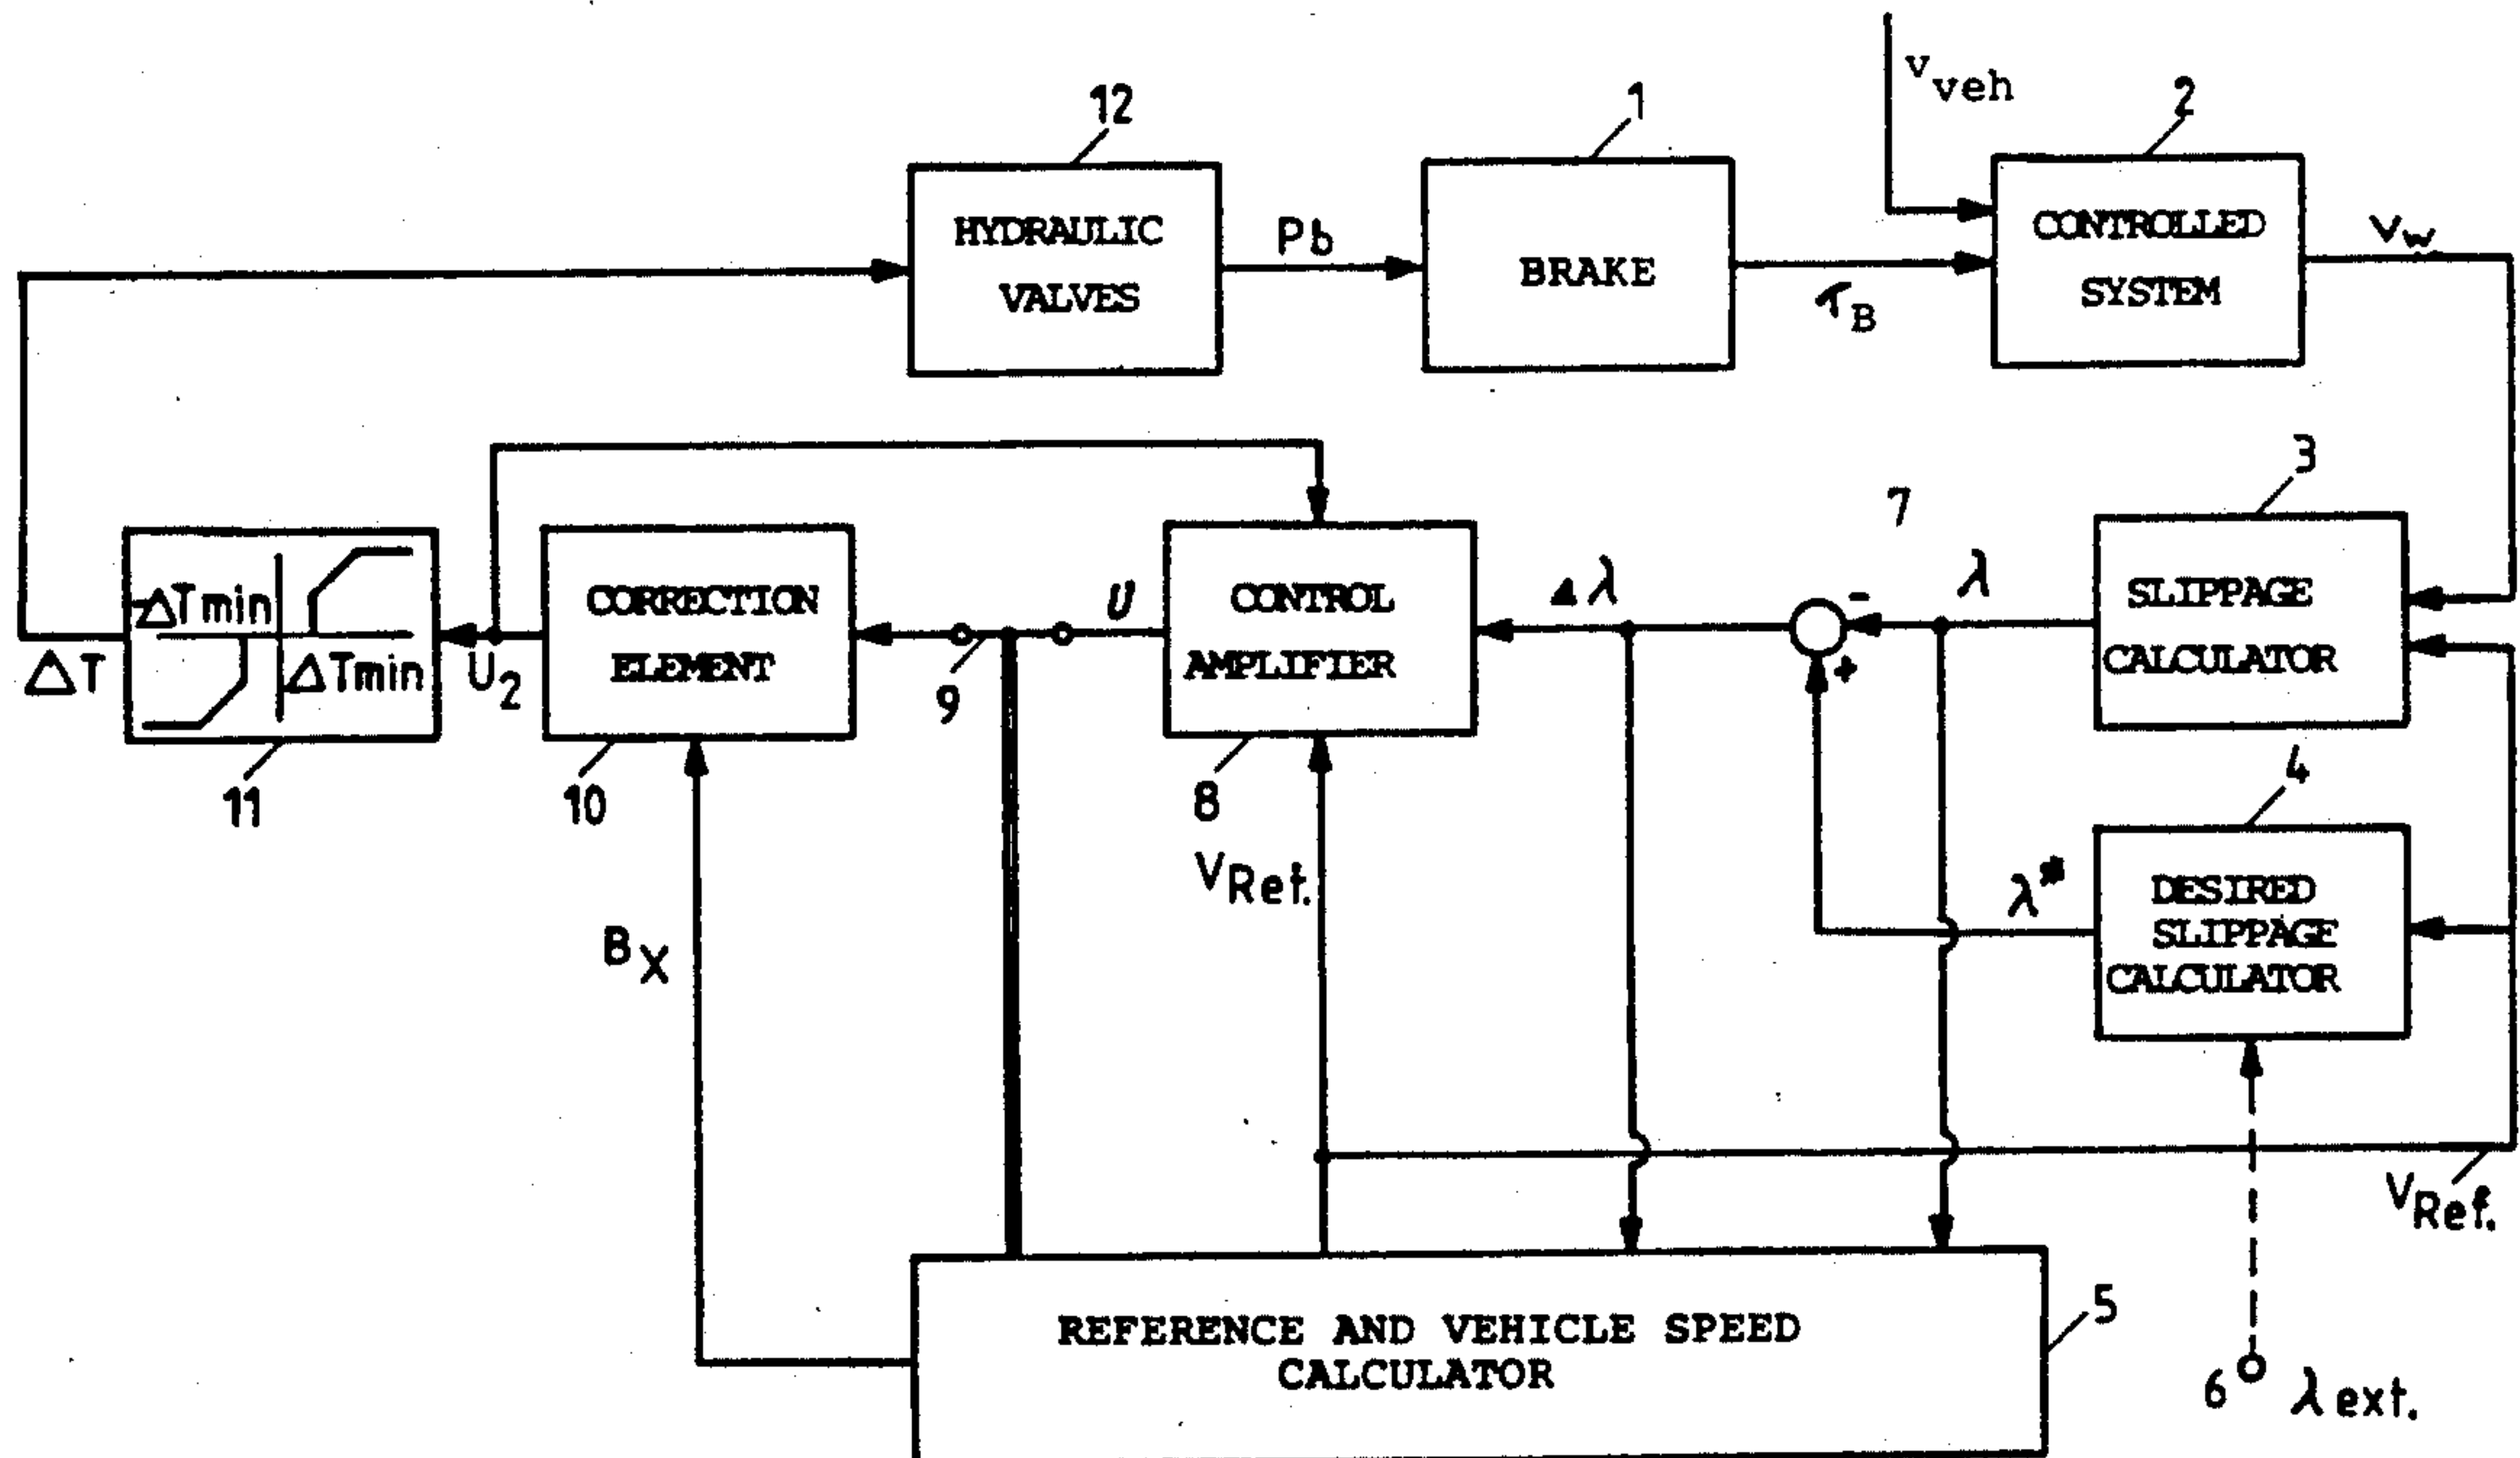 v veh
12
1
2
HYDRAULIC
VALVES
Pb
BRAKE
τB
CONTROLLED
SYSTEM
Vw
3
7
-ΔTmin
ΔTmin
ΔT
U2
CORRECTION
ELEMENT
9
U
CONTROL
AMPLIFIER
Δλ
-
+
λ
SLIPPAGE
CALCULATOR
11
10
8
4
VRef.
BX
λ*
DESIRED
SLIPPAGE
CALCULATOR
VRef.
REFERENCE AND VEHICLE SPEED
CALCULATOR
5
6
λext.